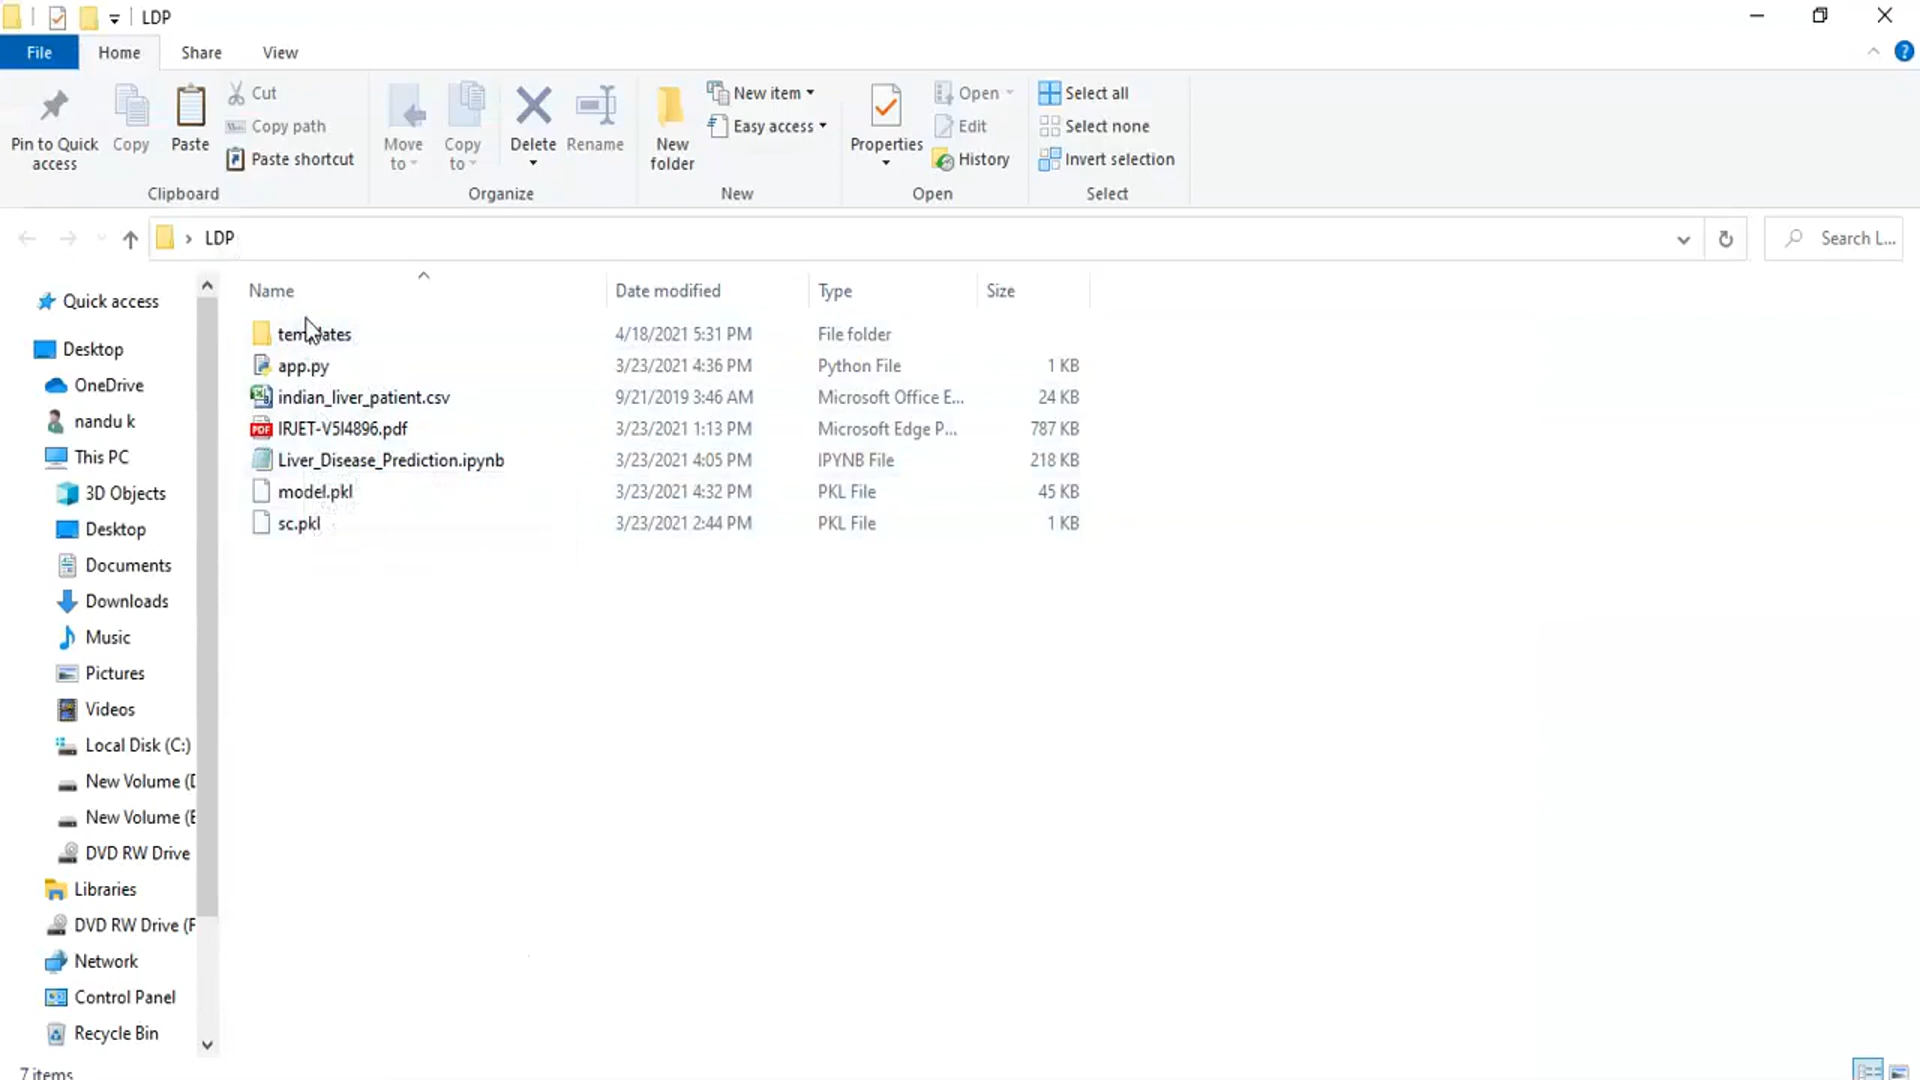 LDP
File Home Share View
Pin to Quick access
Copy
Paste
Cut
Copy path
Paste shortcut
Clipboard
Move to
Copy to
Delete
Rename
Organize
New folder
New item
Easy access
New
Properties
Open
Edit
History
Open
Select all
Select none
Invert selection
Select
LDP
Search L...
Name Date modified Type Size
templates 4/18/2021 5:31 PM File folder
app.py 3/23/2021 4:36 PM Python File 1 KB
indian_liver_patient.csv 9/21/2019 3:46 AM Microsoft Office E... 24 KB
IRJET-V5I4896.pdf 3/23/2021 1:13 PM Microsoft Edge P... 787 KB
Liver_Disease_Prediction.ipynb 3/23/2021 4:05 PM IPYNB File 218 KB
model.pkl 3/23/2021 4:32 PM PKL File 45 KB
sc.pkl 3/23/2021 2:44 PM PKL File 1 KB
Quick access
Desktop
OneDrive
nandu k
This PC
3D Objects
Desktop
Documents
Downloads
Music
Pictures
Videos
Local Disk (C:)
New Volume (D
New Volume (E
DVD RW Drive
Libraries
DVD RW Drive (F
Network
Control Panel
Recycle Bin
7 items
PDF